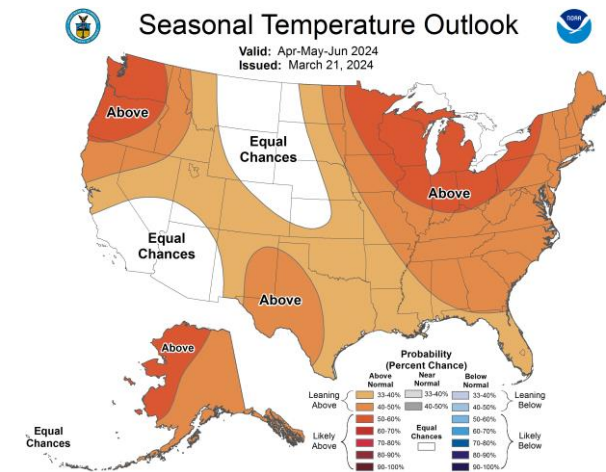 Seasonal Temperature Outlook
NOAA
Valid: Apr-May-Jun 2024
Issued: March 21, 2024
Above
Equal
Chances
Above
Equal
Chances
Above
Above
Equal
Chances
Probability
(Percent Chance)
Above
Normal
Near
Normal
Below
Normal
Leaning
Above
33-40%
40-50%
33-40%
40-50%
33-40%
40-50%
Leaning
Below
Likely
Above
50-60%
60-70%
70-80%
80-90%
90-100%
Equal
Chances
50-60%
60-70%
70-80%
80-90%
90-100%
Likely
Below